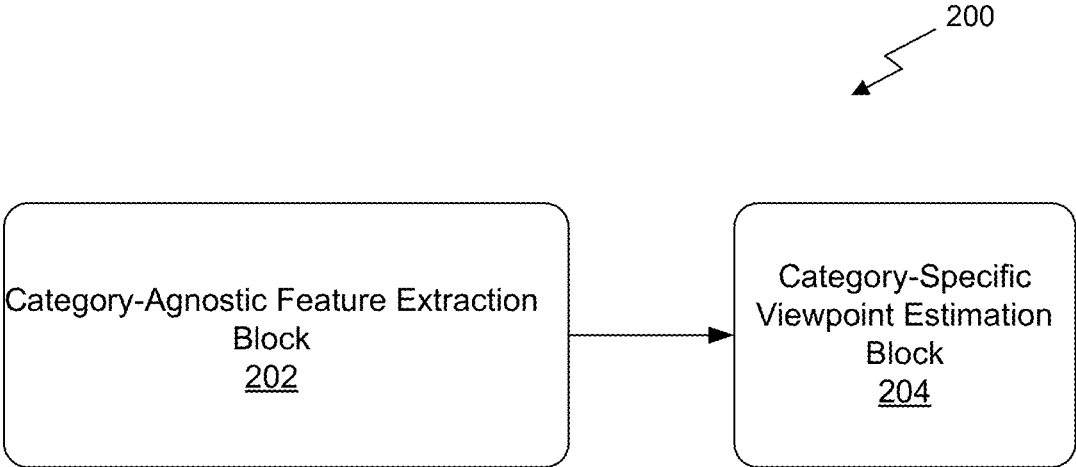 200
Category-Agnostic Feature Extraction
Block
202
Category-Specific
Viewpoint Estimation
Block
204